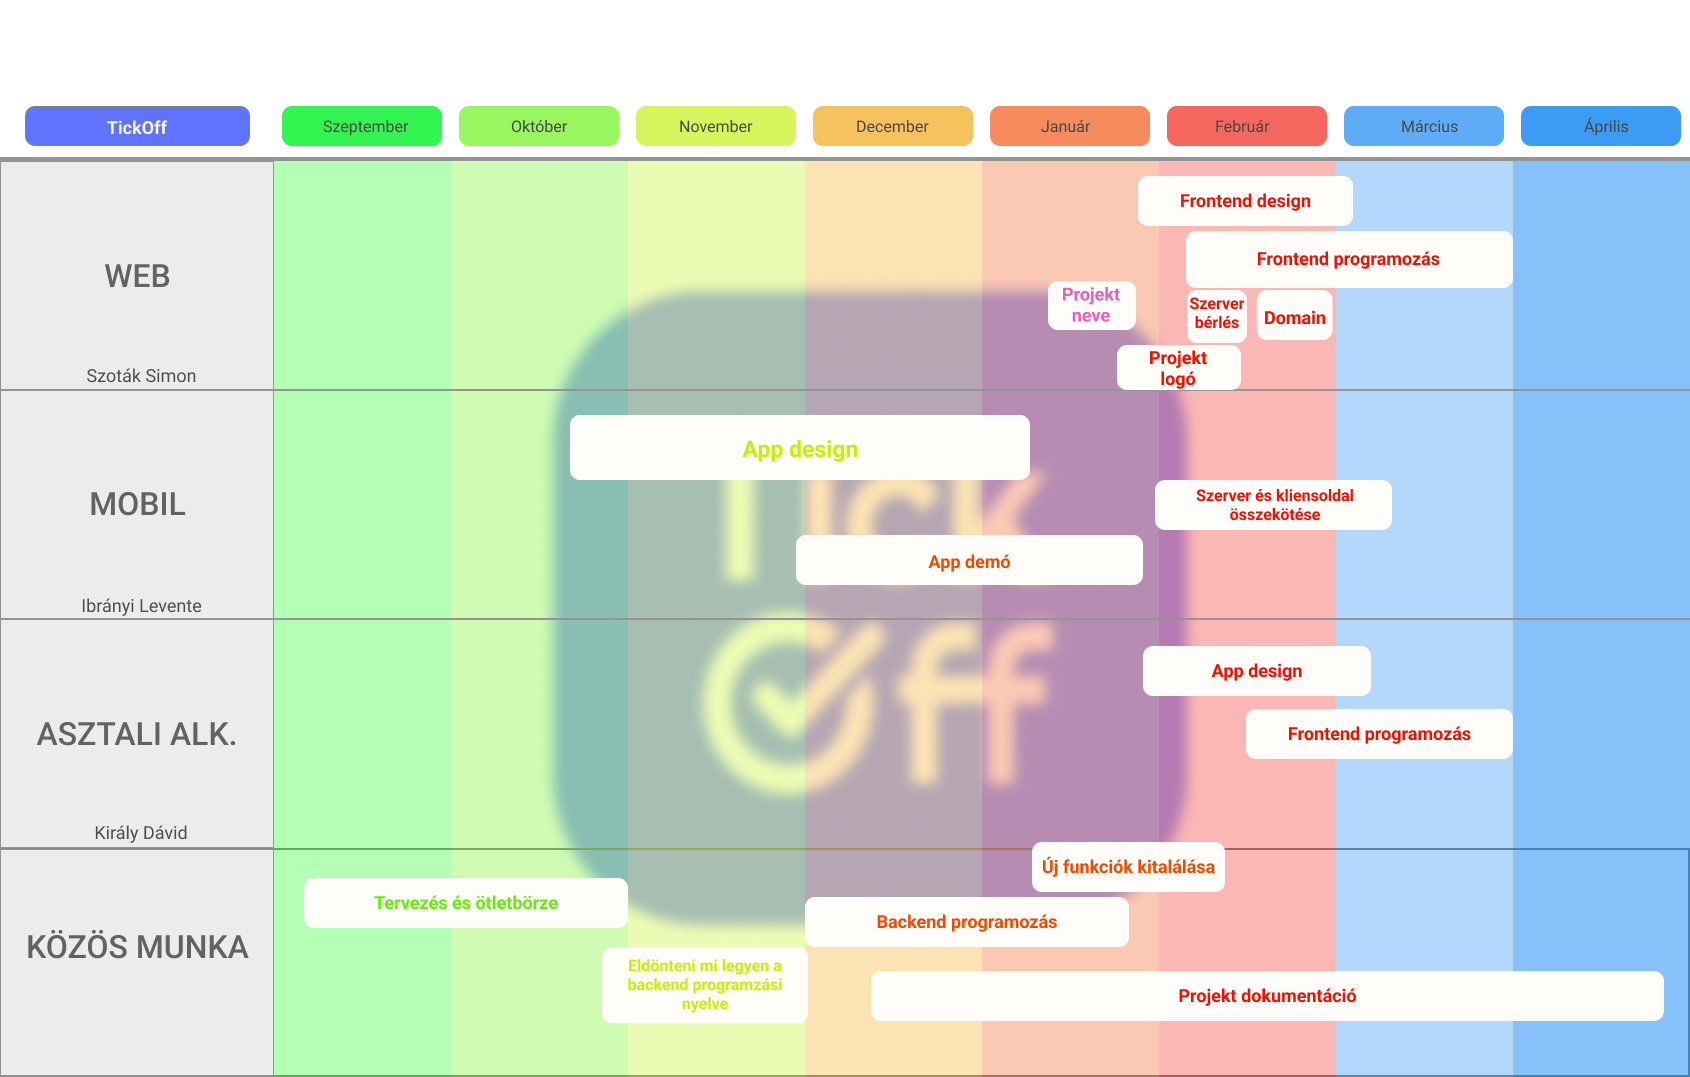 TickOff
Szeptember
Október
November
December
Január
Február
Március
Április
WEB
Szoták Simon
Frontend design
Frontend programozás
Projekt
neve
Szerver
bérlés
Domain
Projekt
logó
MOBIL
Ibrányi Levente
App design
Szerver és kliensoldal
összekötése
App demó
Tick
Off
ASZTALI ALK.
Király Dávid
App design
Frontend programozás
KÖZÖS MUNKA
Új funkciók kitalálása
Tervezés és ötletbörze
Backend programozás
Eldönteni mi legyen a
backend programzási
nyelve
Projekt dokumentáció